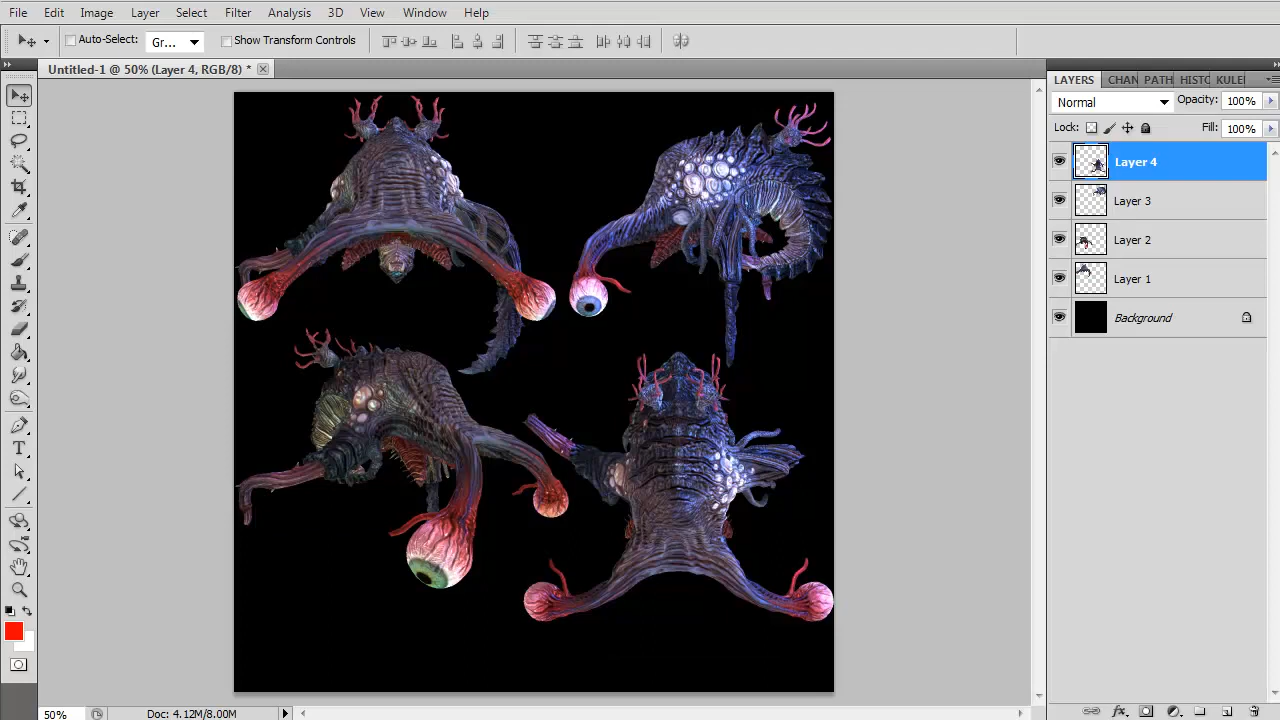 File Edit Image Layer Select Filter Analysis 3D View Window Help
Auto-Select: Gr... Show Transform Controls
Untitled-1 @ 50% (Layer 4, RGB/8) *
LAYERS CHAN PATH HISTO KULEI
Normal Opacity: 100%
Lock: Fill: 100%
Layer 4
Layer 3
Layer 2
Layer 1
Background
50% Doc: 4.12M/8.00M